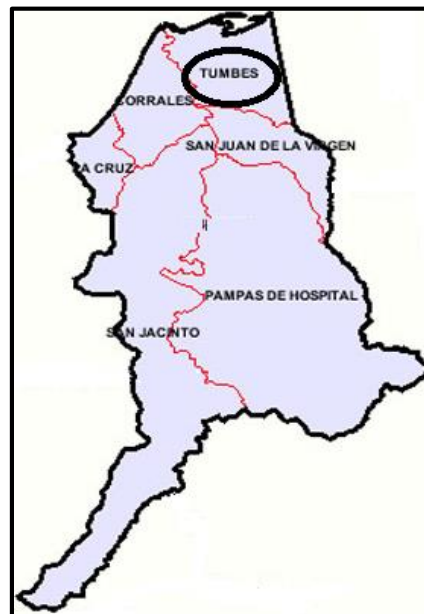 TUMBES
CORRALES
SAN JUAN DE LA VIRGEN
A CRUZ
PAMPAS DE HOSPITAL
SAN JACINTO